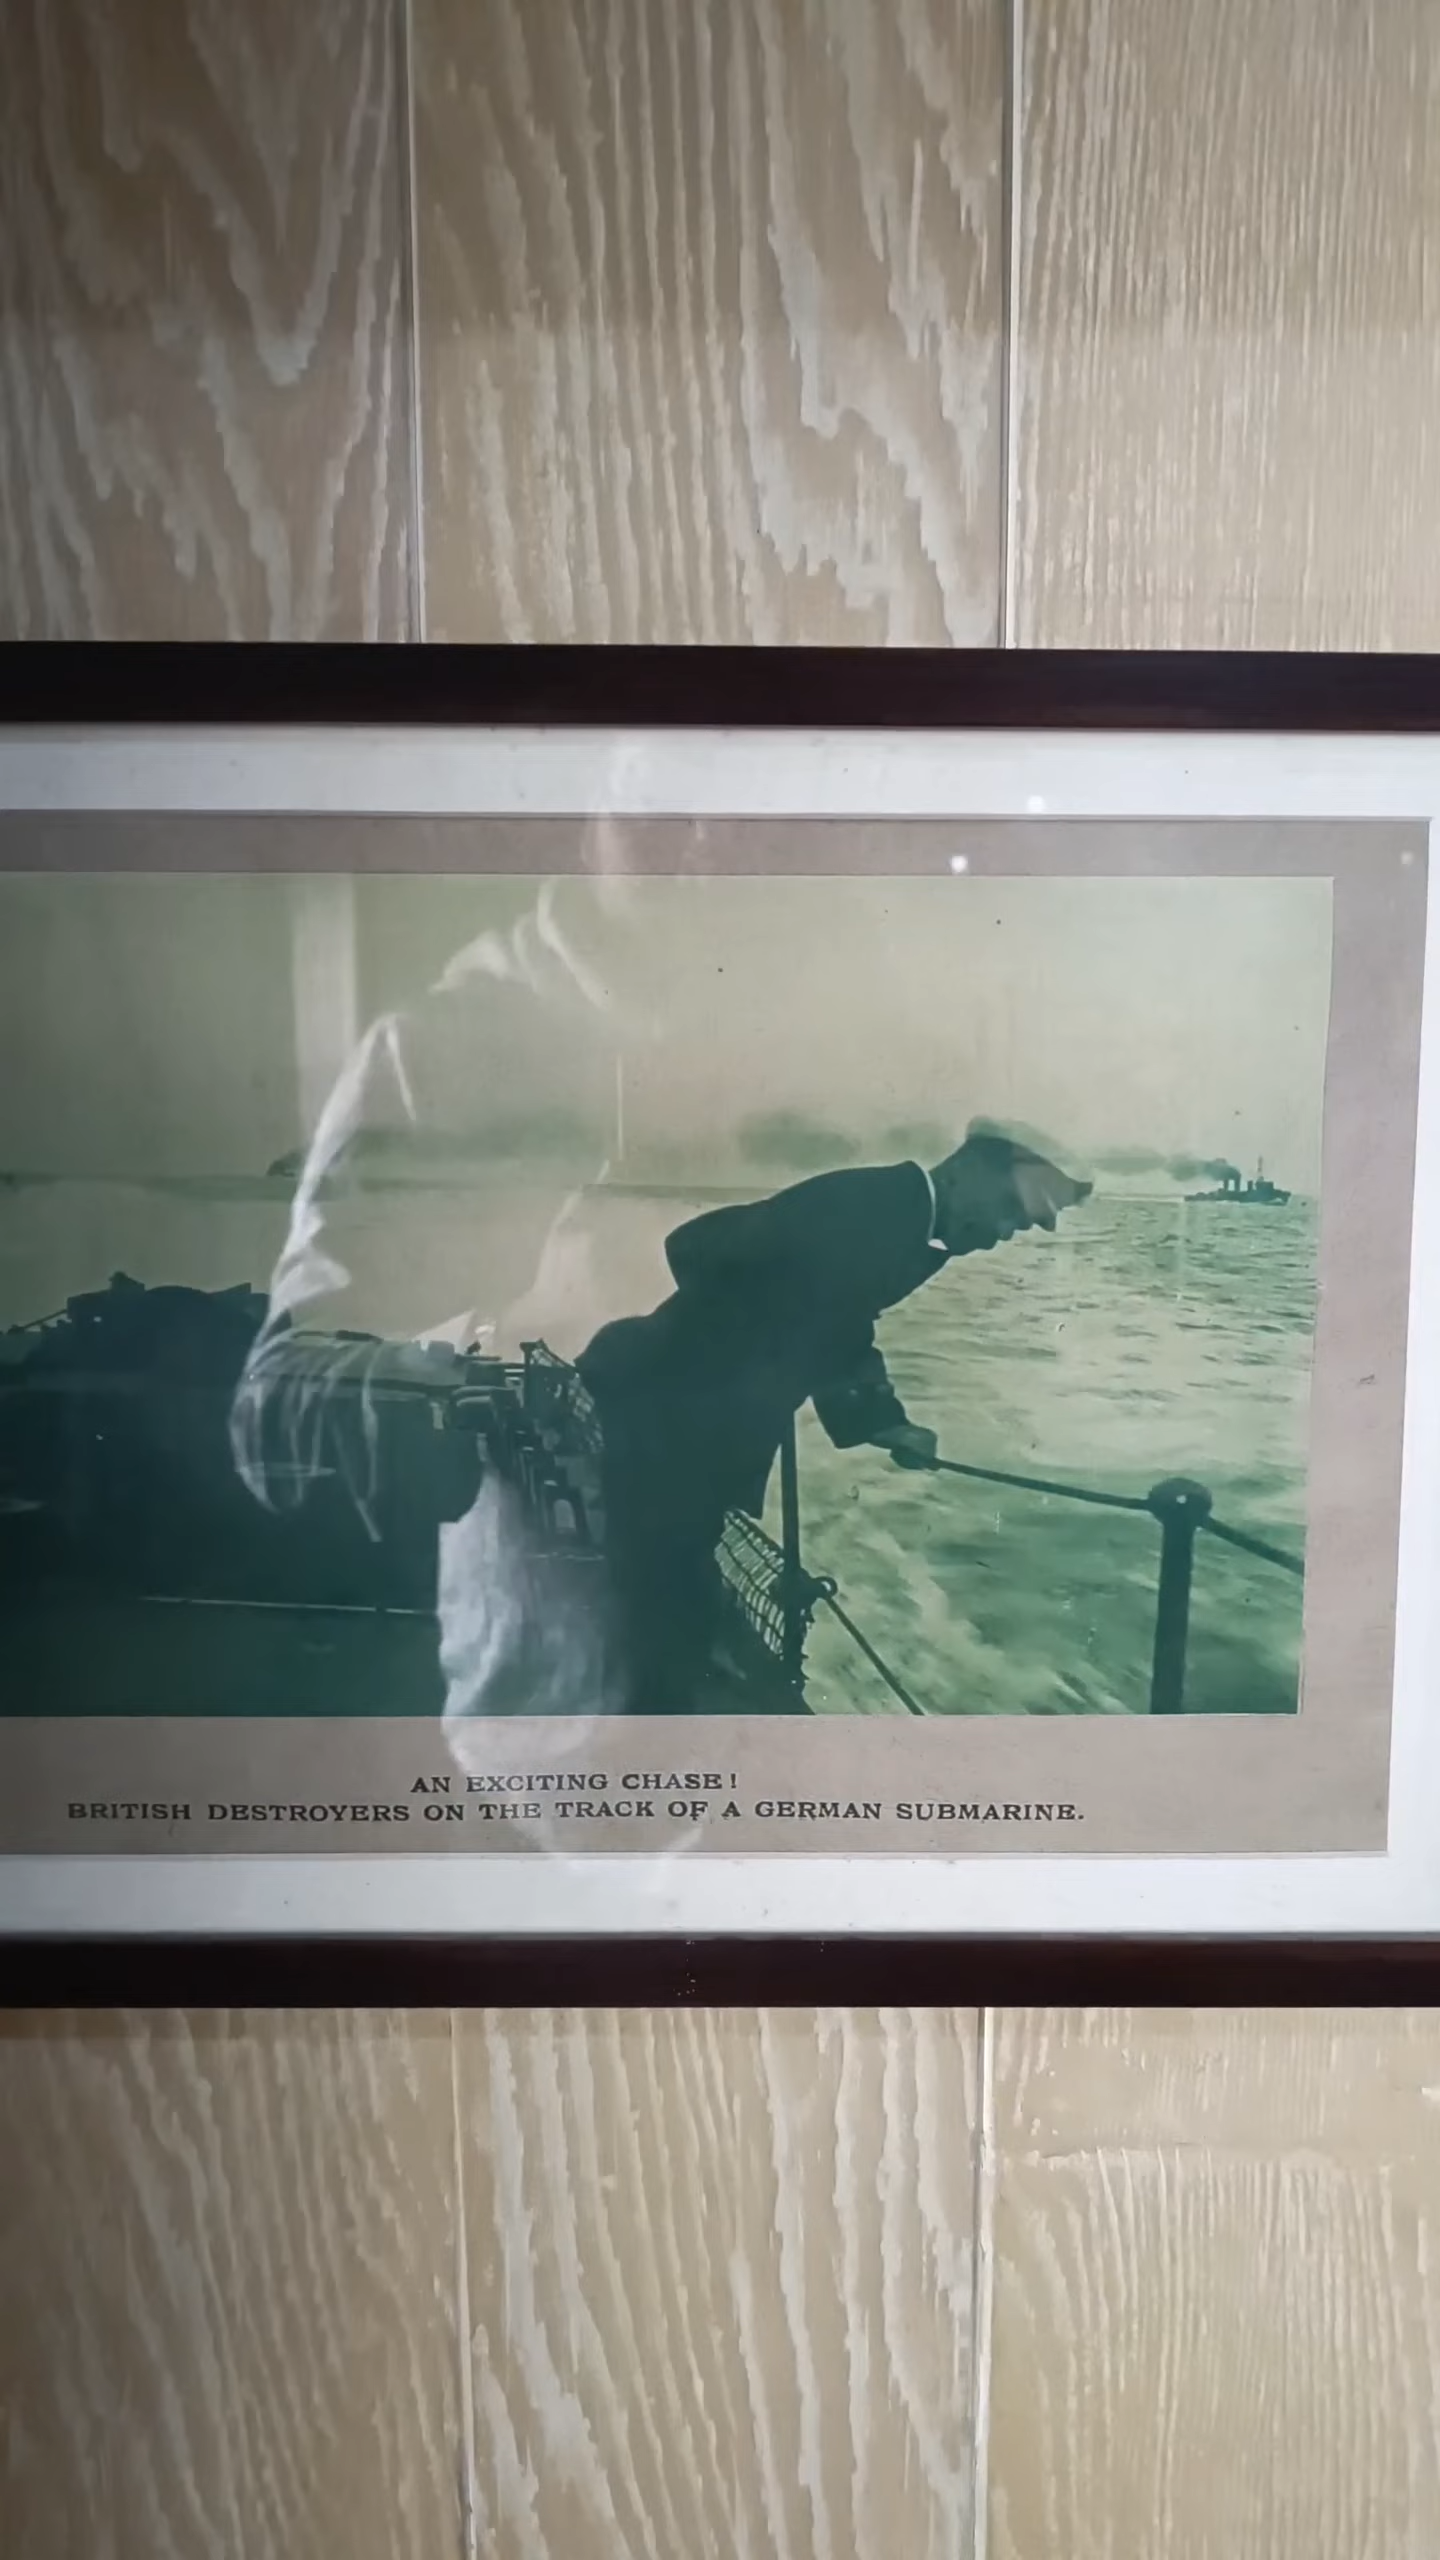 AN EXCITING CHASE!
BRITISH DESTROYERS ON THE TRACK OF A GERMAN SUBMARINE.